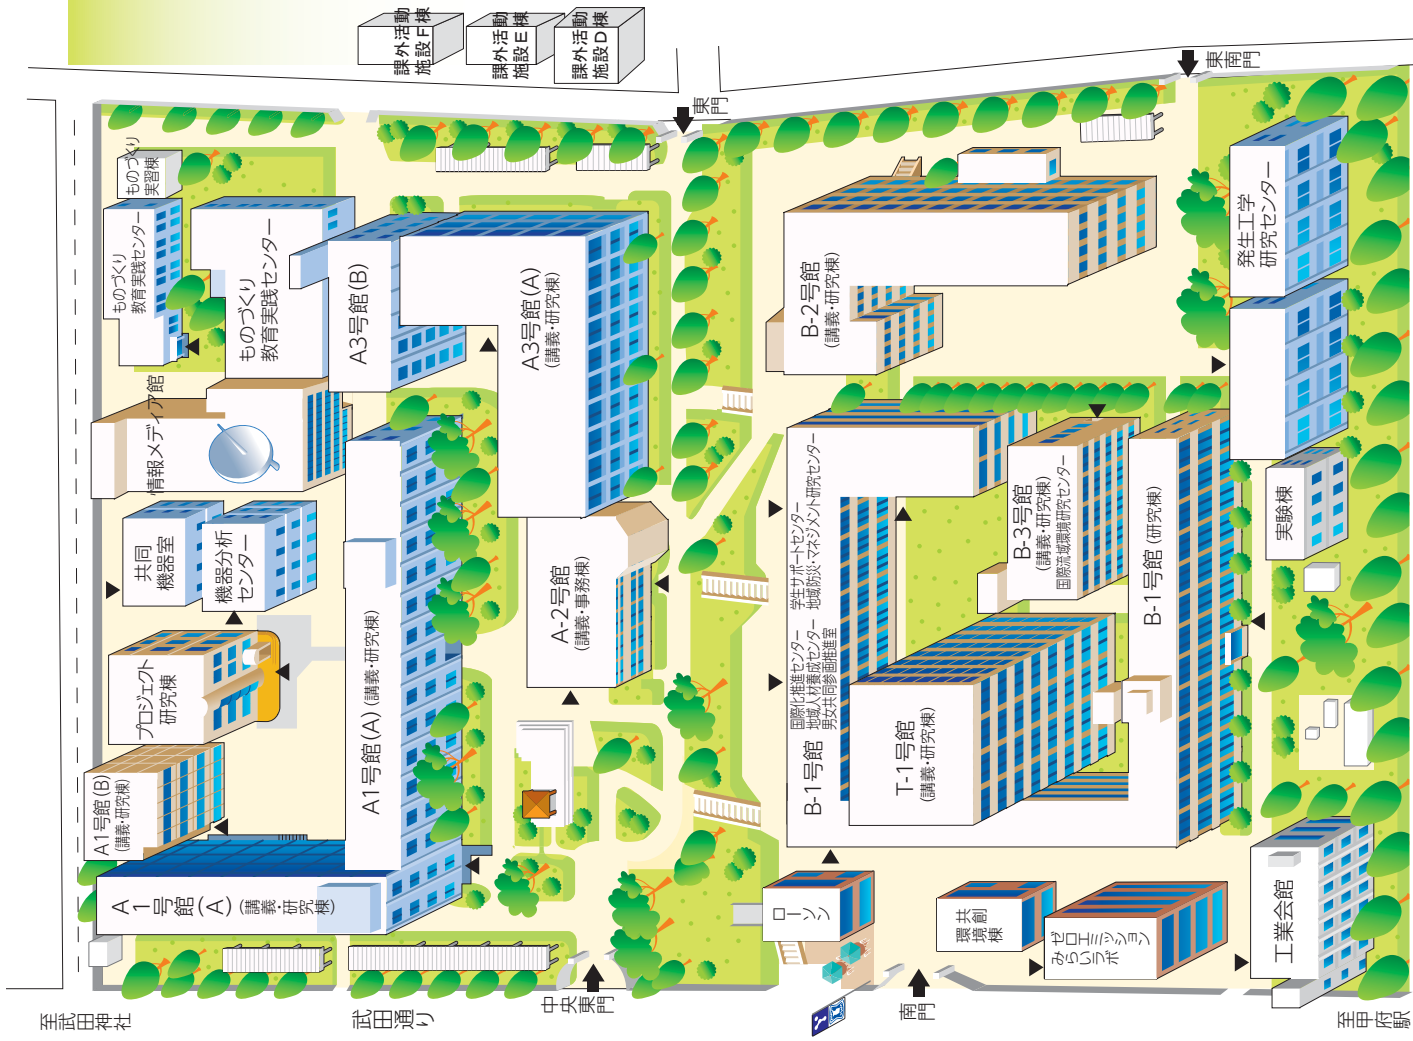 課外活動
施設F棟
課外活動
施設E棟
課外活動
施設D棟
東門
東南門
ものづくり
実習棟
ものづくり
教育実践センター
ものづくり
教育実践センター
A3号館(B)
A3号館(A)
(講義・研究棟)
B-2号館
(講義・研究棟)
発生工学
研究センター
情報メディア館
共同
機器室
機器分析
センター
A-2号館
(講義・事務棟)
学生サポートセンター
地域防災・マネジメント研究センター
国際化推進センター
地域人材養成センター
男女共同参画推進室
B-1号館
B-3号館
(講義・研究棟)
国際流域環境研究センター
B-1号館(研究棟)
実験棟
プロジェクト
研究棟
A1号館(B)
(講義・研究棟)
A1号館(A)(講義・研究棟)
T-1号館
(講義・研究棟)
A1号館(A)(講義・研究棟)
ローソン
共創
環境棟
ゼロエミッション
みらいラボ
工業会館
至武田神社
武田通り
中央東門
南門
至甲府駅